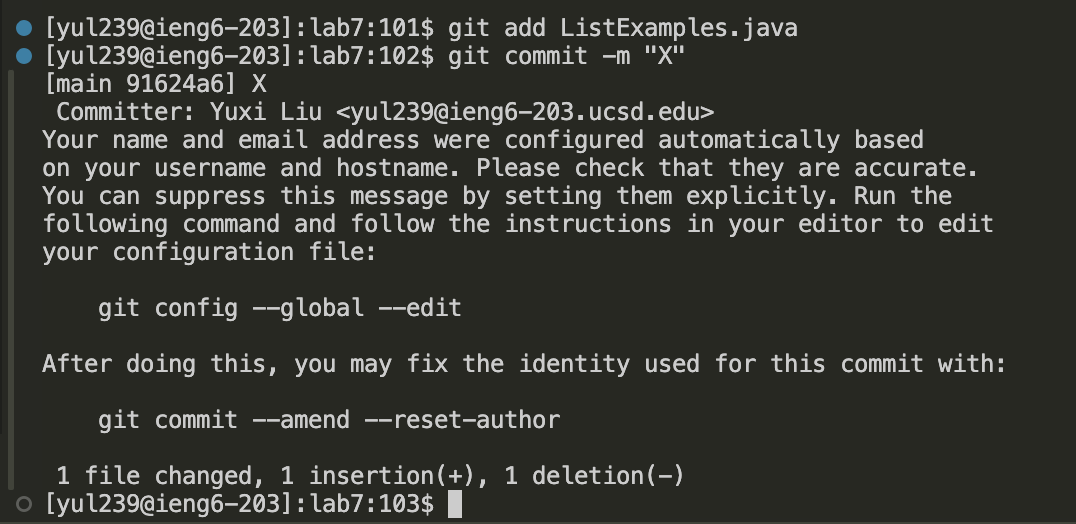 [yul239@ieng6-203]:lab7:101$ git add ListExamples.java
[yul239@ieng6-203]:lab7:102$ git commit -m "X"
[main 91624a6] X
 Committer: Yuxi Liu <yul239@ieng6-203.ucsd.edu>
Your name and email address were configured automatically based
on your username and hostname. Please check that they are accurate.
You can suppress this message by setting them explicitly. Run the
following command and follow the instructions in your editor to edit
your configuration file:

    git config --global --edit

After doing this, you may fix the identity used for this commit with:

    git commit --amend --reset-author

 1 file changed, 1 insertion(+), 1 deletion(-)
[yul239@ieng6-203]:lab7:103$